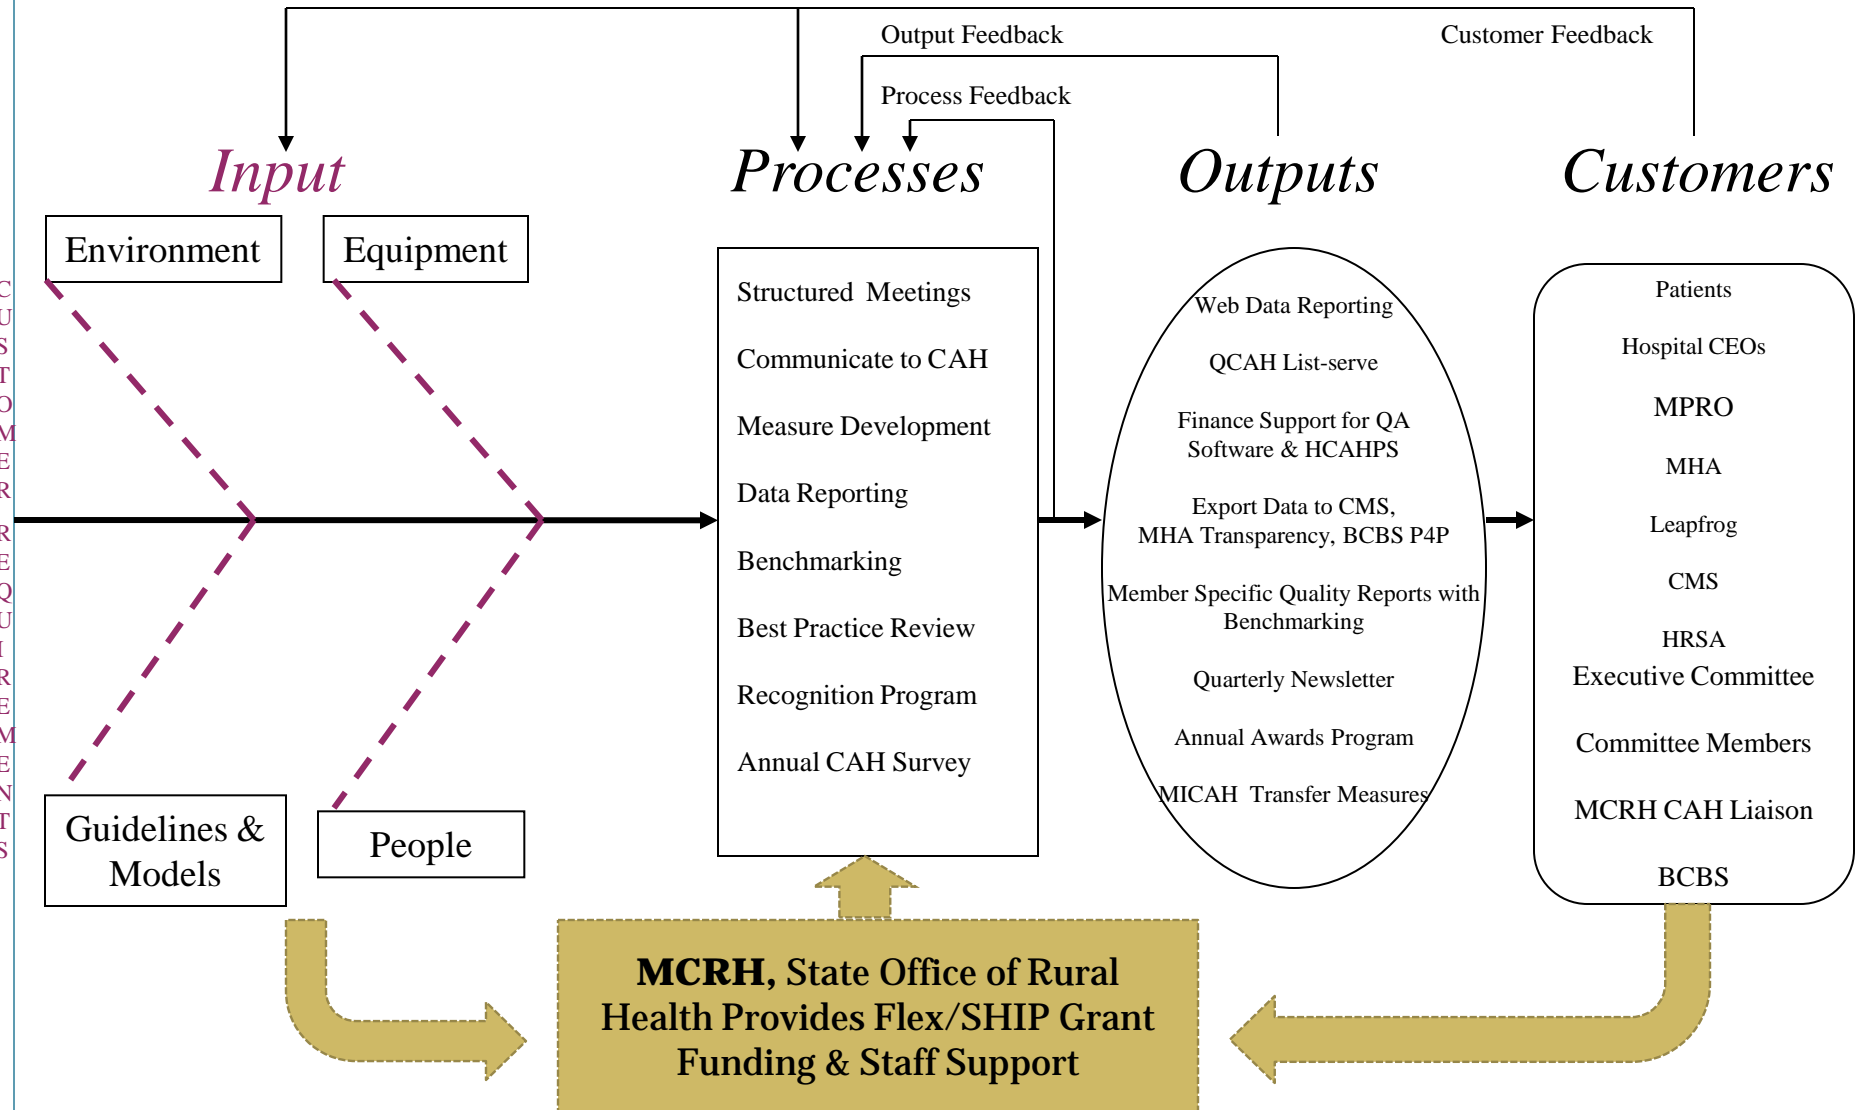 Output Feedback
Customer Feedback
Process Feedback
Input
Processes
Outputs
Customers
Environment
Equipment
CUSTOMER REQUIREMENTS
Guidelines &
Models
People
Structured Meetings
Communicate to CAH
Measure Development
Data Reporting
Benchmarking
Best Practice Review
Recognition Program
Annual CAH Survey
Web Data Reporting
QCAH List-serve
Finance Support for QA
Software & HCAHPS
Export Data to CMS,
MHA Transparency, BCBS P4P
Member Specific Quality Reports with
Benchmarking
Quarterly Newsletter
Annual Awards Program
MICAH Transfer Measures
Patients
Hospital CEOs
MPRO
MHA
Leapfrog
CMS
HRSA
Executive Committee
Committee Members
MCRH CAH Liaison
BCBS
MCRH, State Office of Rural
Health Provides Flex/SHIP Grant
Funding & Staff Support